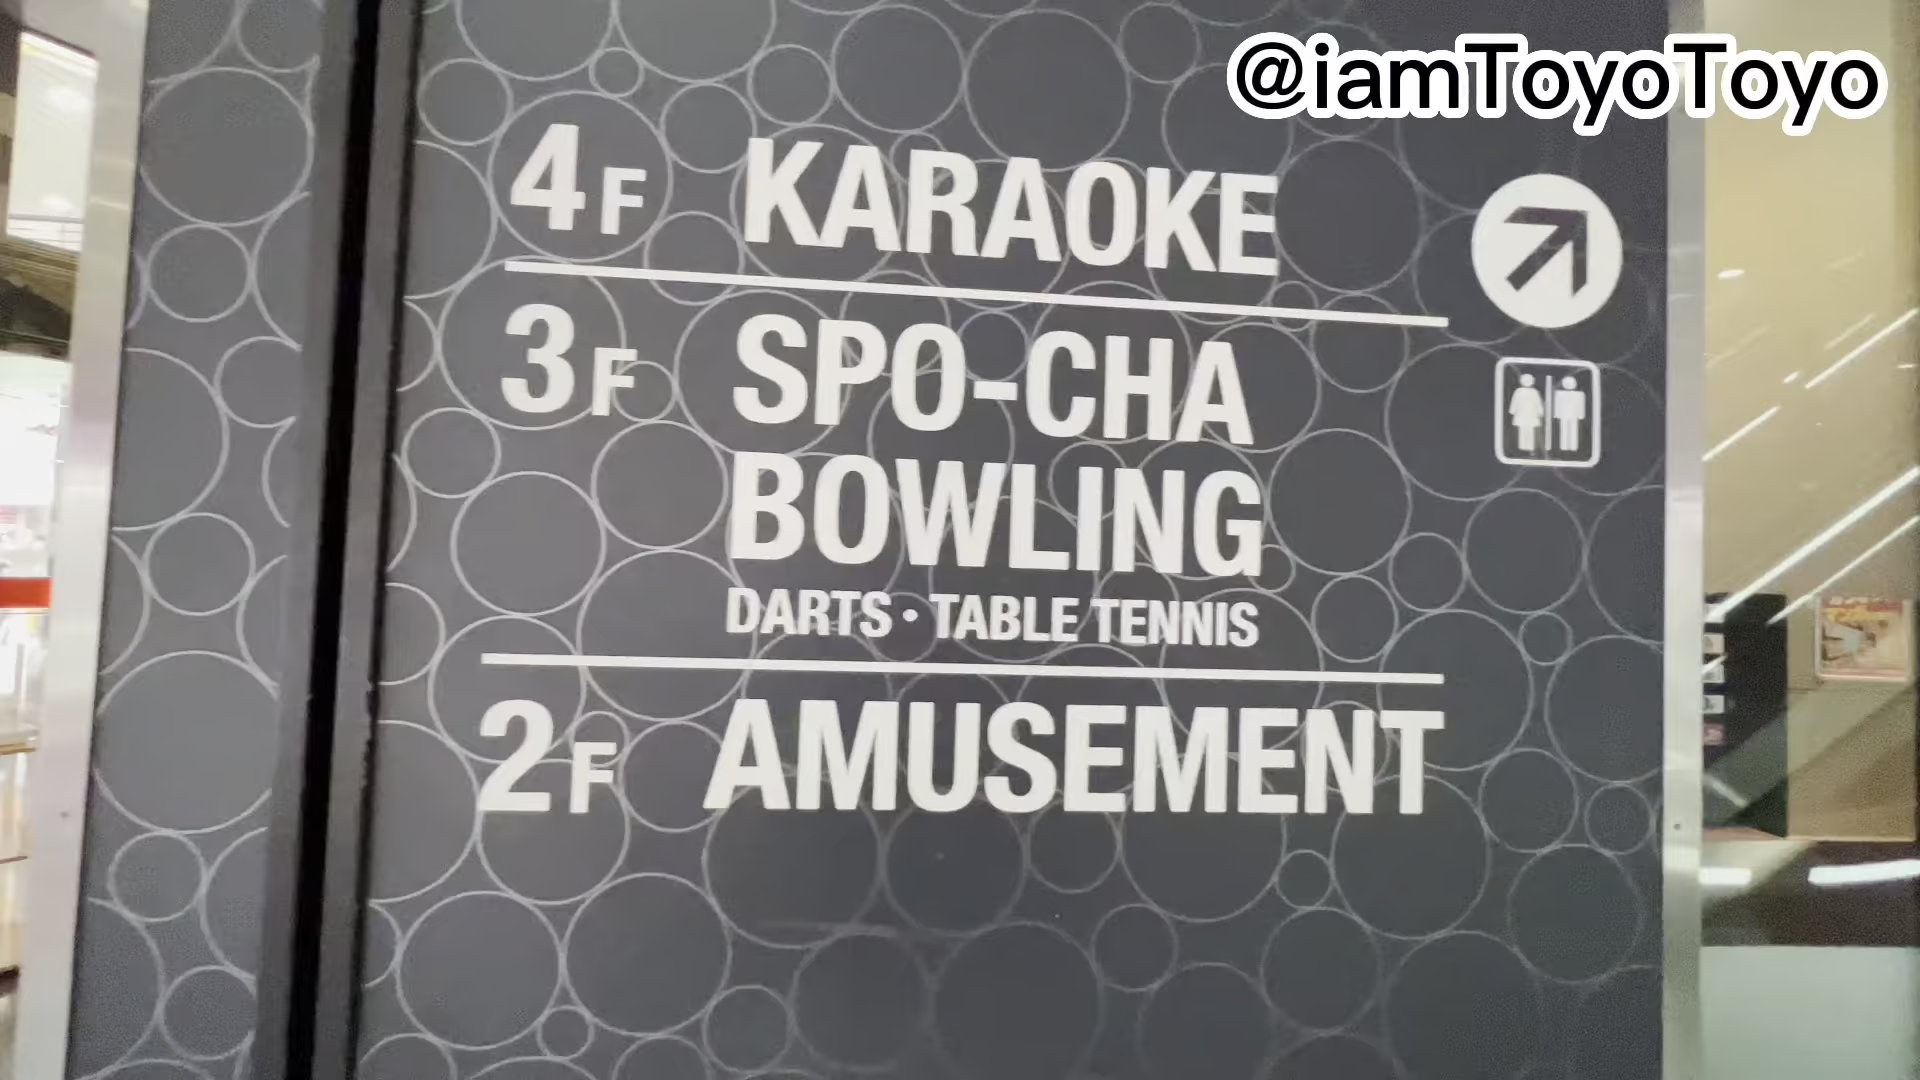 @iamToyoToyo
4F KARAOKE
3F SPO-CHA
BOWLING
DARTS・TABLE TENNIS
2F AMUSEMENT